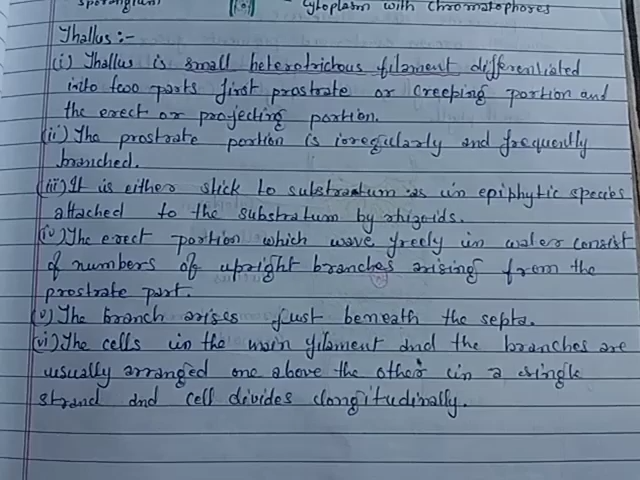 sporangium
Cytoplasm with chromatophores
Thallus :-
(i) Thallus is small heterotrichous filament differentiated
into two parts first prostrate or creeping portion and
the erect or projecting portion.
(ii) The prostrate portion is irregularly and frequently
branched.
(iii) It is either stick to substratum as in epiphytic species
attached to the substratum by rhizoids.
(iv) The erect portion which wave freely in water consist
of numbers of upright branches arising from the
prostrate part.
(v) The branch arises just beneath the septa.
(vi) The cells in the main filament and the branches are
usually arranged one above the other in a single
strand and cell divides longitudinally.